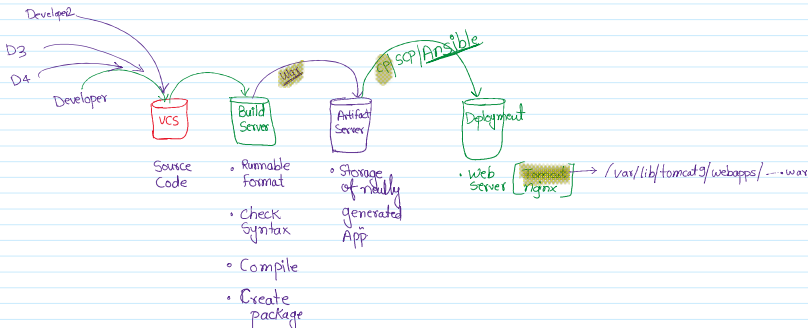 Developer2
D3
D4
Developer
VCS
Source
Code
Build
Server
• Runnable
format
• Check
Syntax
• Compile
• Create
package
war
Artifact
Server
• Storage
of newly
generated
App
CP/SCP/Ansible
Deployment
• Web
Server
[Tomcat
nginx]
/var/lib/tomcat9/webapps/-...war